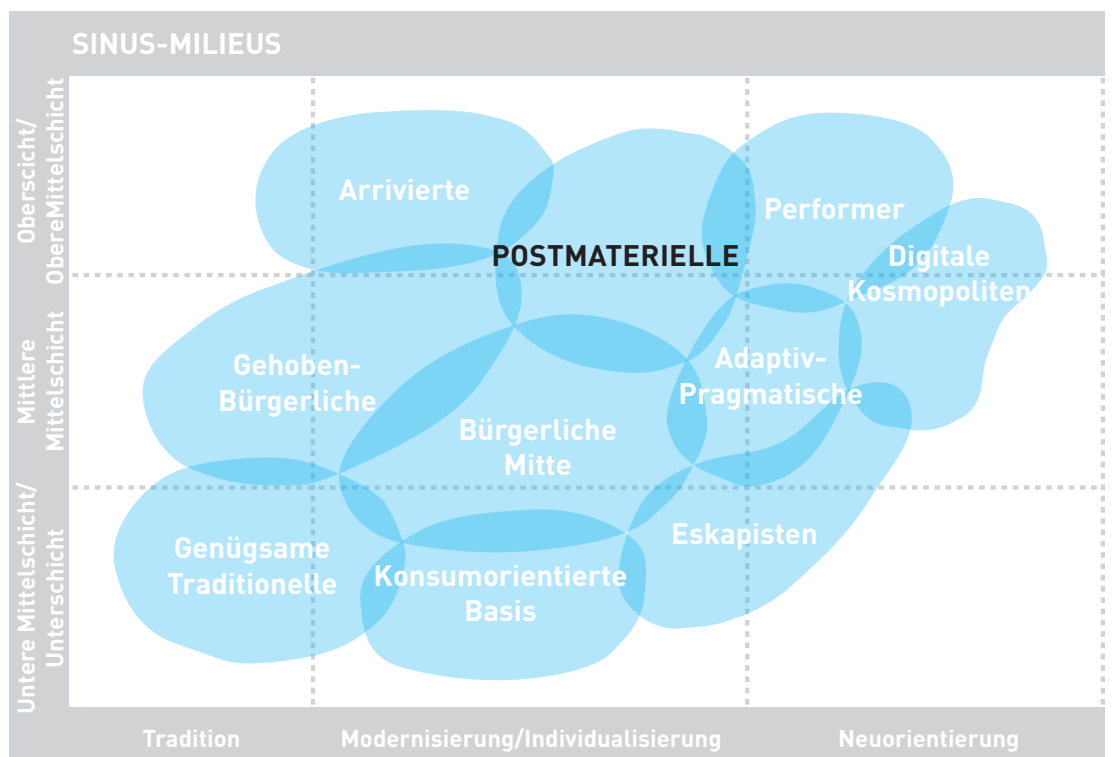 SINUS-MILIEUS
Oberscicht/
ObereMittelschicht
Mittlere
Mittelschicht
Untere Mittelschicht/
Unterschicht
Arrivierte
POSTMATERIELLE
Performer
Digitale
Kosmopoliten
Gehoben-
Bürgerliche
Adaptiv-
Pragmatische
Bürgerliche
Mitte
Genügsame
Traditionelle
Konsumorientierte
Basis
Eskapisten
Tradition
Modernisierung/Individualisierung
Neuorientierung